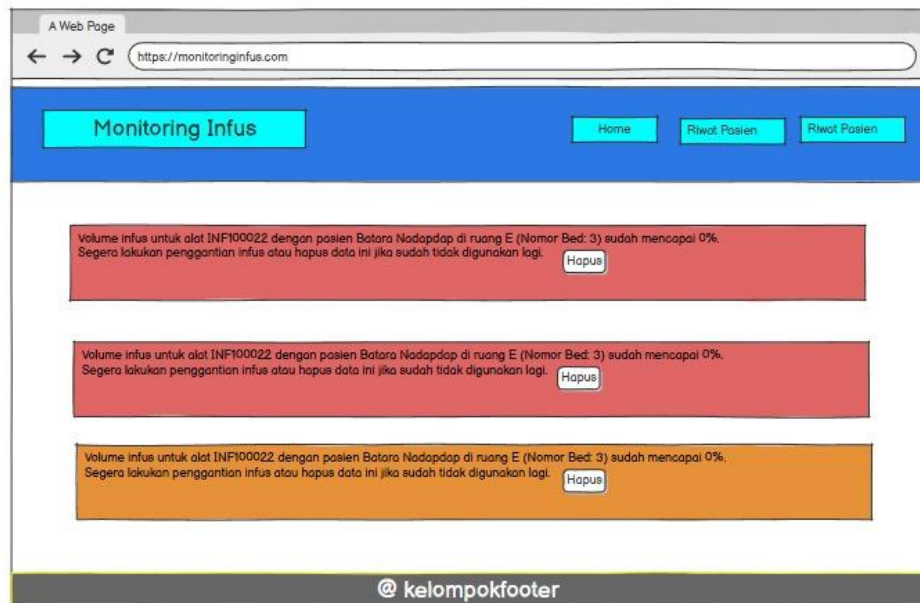 A Web Page
https://monitoringinfus.com
Monitoring Infus
Home
Riwat Pasien
Riwat Pasien
Volume infus untuk alat INF100022 dengan pasien Batara Nadapdap di ruang E (Nomor Bed: 3) sudah mencapai 0%.
Segera lakukan penggantian infus atau hapus data ini jika sudah tidak digunakan lagi.
Hapus
Volume infus untuk alat INF100022 dengan pasien Batara Nadapdap di ruang E (Nomor Bed: 3) sudah mencapai 0%.
Segera lakukan penggantian infus atau hapus data ini jika sudah tidak digunakan lagi.
Hapus
Volume infus untuk alat INF100022 dengan pasien Batara Nadapdap di ruang E (Nomor Bed: 3) sudah mencapai 0%.
Segera lakukan penggantian infus atau hapus data ini jika sudah tidak digunakan lagi.
Hapus
@ kelompokfooter